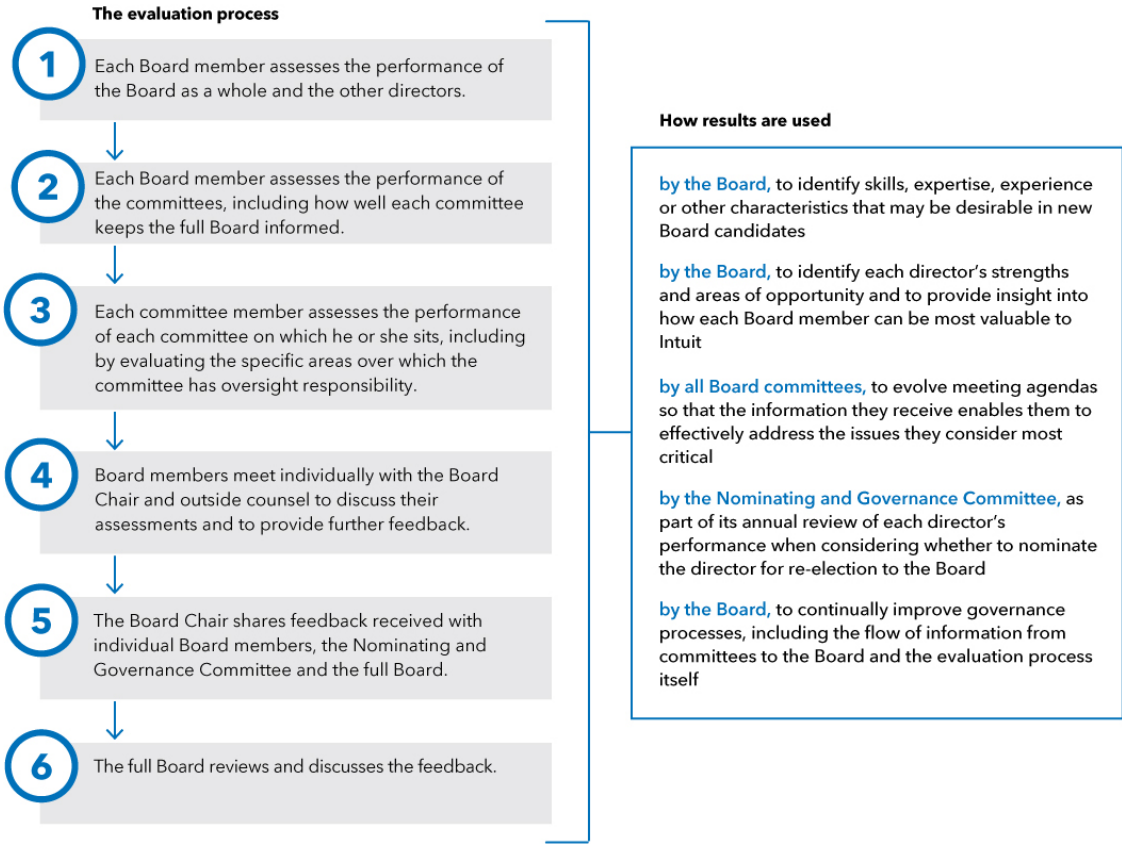 The evaluation process
1
Each Board member assesses the performance of
the Board as a whole and the other directors.
2
Each Board member assesses the performance of
the committees, including how well each committee
keeps the full Board informed.
3
Each committee member assesses the performance
of each committee on which he or she sits, including
by evaluating the specific areas over which the
committee has oversight responsibility.
4
Board members meet individually with the Board
Chair and outside counsel to discuss their
assessments and to provide further feedback.
5
The Board Chair shares feedback received with
individual Board members, the Nominating and
Governance Committee and the full Board.
6
The full Board reviews and discusses the feedback.
How results are used
by the Board, to identify skills, expertise, experience
or other characteristics that may be desirable in new
Board candidates
by the Board, to identify each director’s strengths
and areas of opportunity and to provide insight into
how each Board member can be most valuable to
Intuit
by all Board committees, to evolve meeting agendas
so that the information they receive enables them to
effectively address the issues they consider most
critical
by the Nominating and Governance Committee, as
part of its annual review of each director’s
performance when considering whether to nominate
the director for re-election to the Board
by the Board, to continually improve governance
processes, including the flow of information from
committees to the Board and the evaluation process
itself